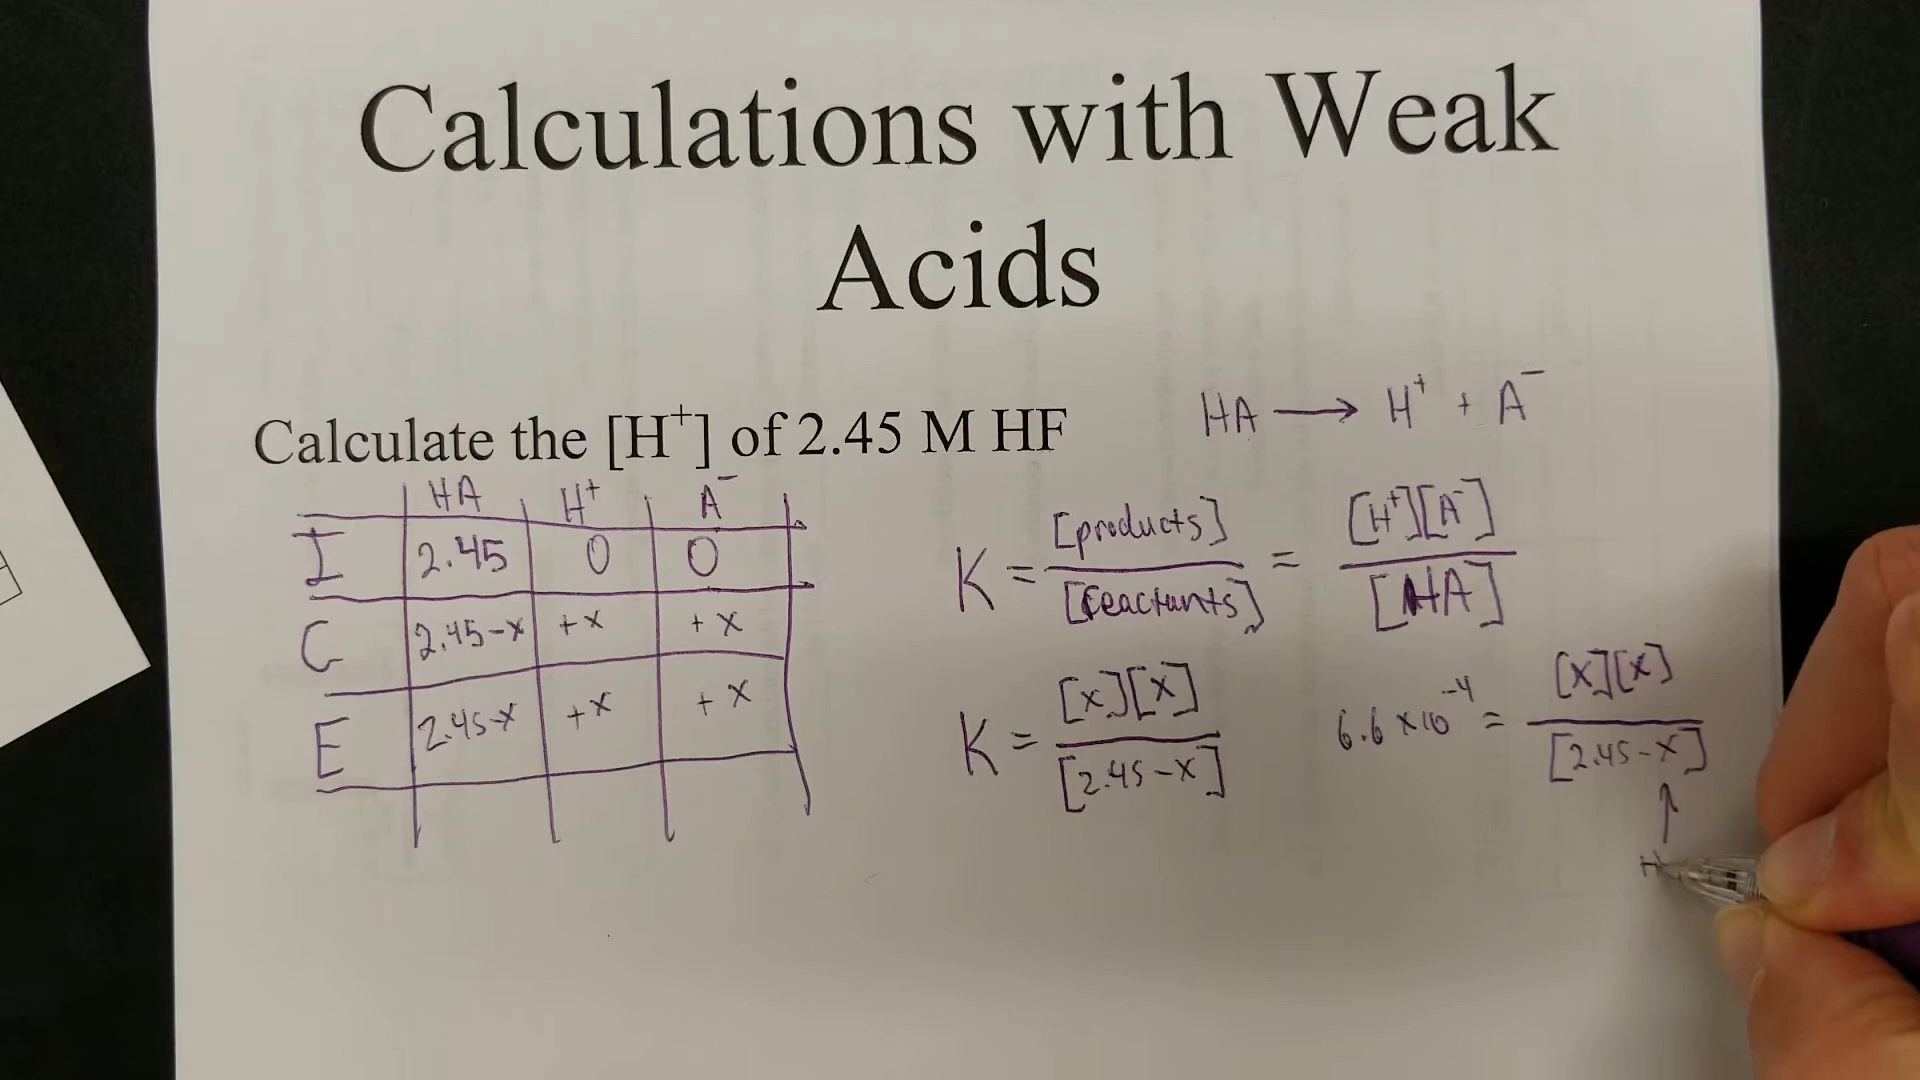 Calculations with Weak
Acids
Calculate the [H⁺] of 2.45 M HF
HA → H⁺ + A⁻
HA H⁺ A⁻
I 2.45 0 0
C 2.45-x +x +x
E 2.45-x +x +x
K = [products] / [reactants] = [H⁺][A⁻] / [HA]
K = [x][x] / [2.45-x]
6.6 x10⁻⁴ = [x][x] / [2.45-x]
↑